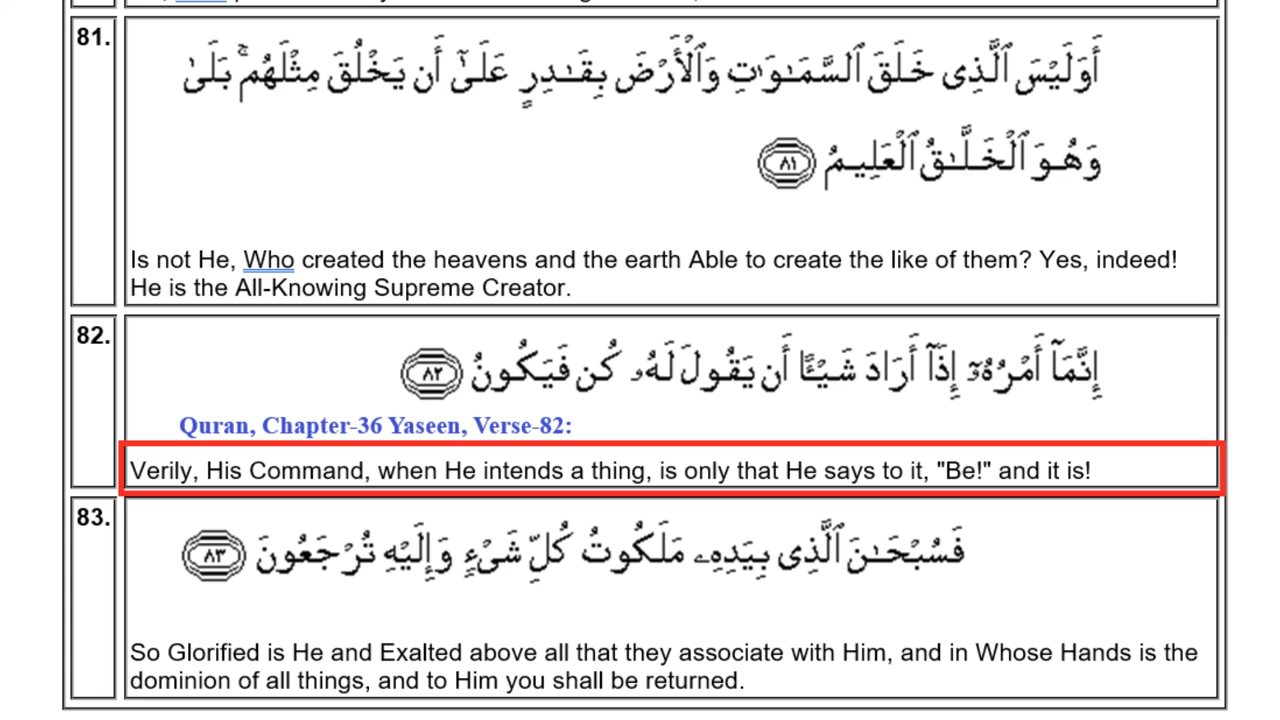 81.
أَوَلَيْسَ ٱلَّذِى خَلَقَ ٱلسَّمَـٰوَٰتِ وَٱلْأَرْضَ بِقَـٰدِرٍ عَلَىٰٓ أَن يَخْلُقَ مِثْلَهُم ۚ بَلَىٰ
وَهُوَ ٱلْخَلَّـٰقُ ٱلْعَلِيمُ ٨١
Is not He, Who created the heavens and the earth Able to create the like of them? Yes, indeed!
He is the All-Knowing Supreme Creator.
82.
إِنَّمَآ أَمْرُهُۥٓ إِذَآ أَرَادَ شَيْـًٔا أَن يَقُولَ لَهُۥ كُن فَيَكُونُ ٨٢
Quran, Chapter-36 Yaseen, Verse-82:
Verily, His Command, when He intends a thing, is only that He says to it, "Be!" and it is!
83.
فَسُبْحَـٰنَ ٱلَّذِى بِيَدِهِۦ مَلَكُوتُ كُلِّ شَىْءٍ وَإِلَيْهِ تُرْجَعُونَ ٨٣
So Glorified is He and Exalted above all that they associate with Him, and in Whose Hands is the
dominion of all things, and to Him you shall be returned.